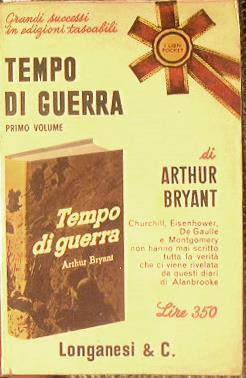 Grandi successi
in edizioni tascabili
I LIBRI
POCKET
TEMPO
DI GUERRA
PRIMO VOLUME
di
ARTHUR
BRYANT
Churchill, Eisenhower,
De Gaulle
e Montgomery
non hanno mai scritto
tutta la verità
che ci viene rivelata
da questi diari
di Alanbrooke
Tempo
di guerra
Arthur Bryant
Lire 350
Longanesi & C.